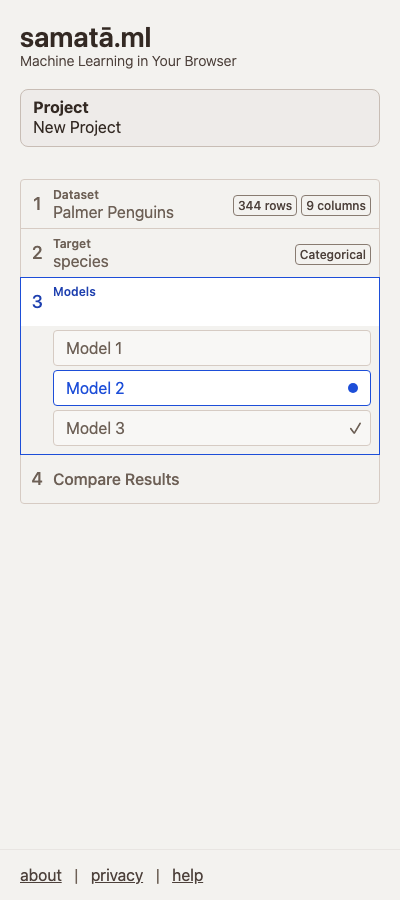 samatā.ml
Machine Learning in Your Browser
Project
New Project
1 Dataset
Palmer Penguins 344 rows 9 columns
2 Target
species Categorical
3 Models
Model 1
Model 2
Model 3
4 Compare Results
about | privacy | help